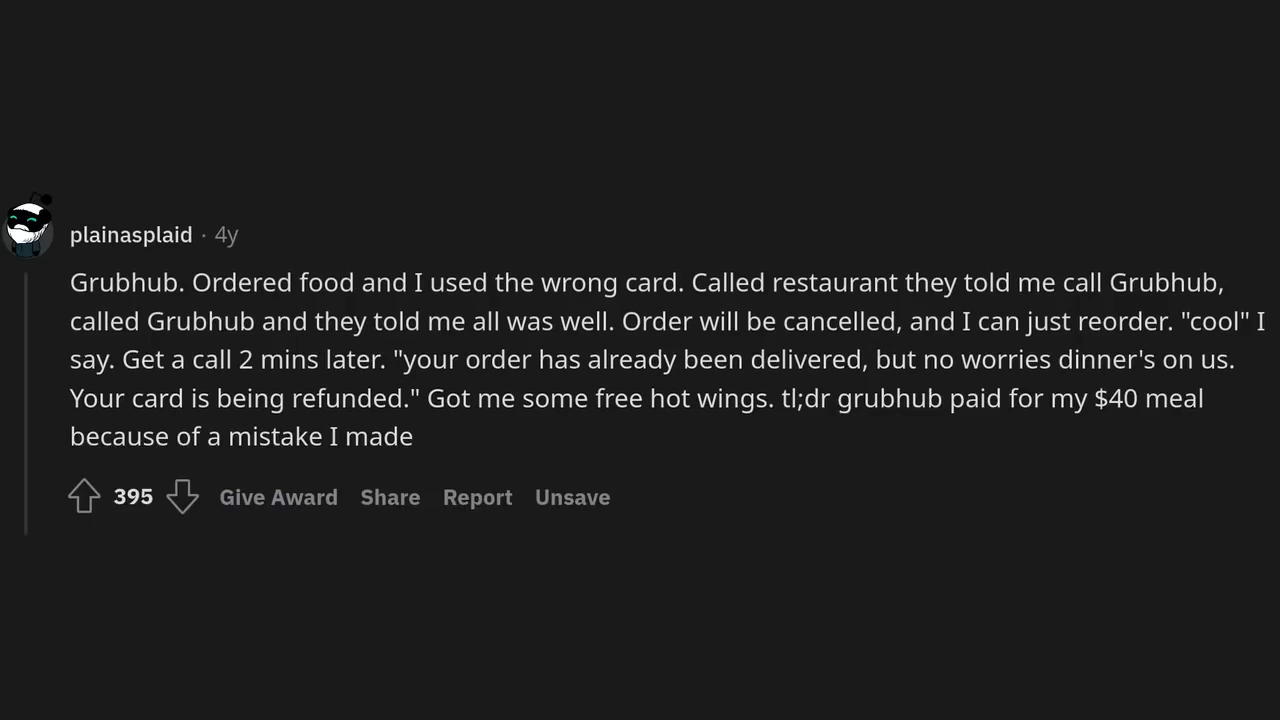 plainasplaid · 4y
Grubhub. Ordered food and I used the wrong card. Called restaurant they told me call Grubhub,
called Grubhub and they told me all was well. Order will be cancelled, and I can just reorder. "cool" I
say. Get a call 2 mins later. "your order has already been delivered, but no worries dinner's on us.
Your card is being refunded." Got me some free hot wings. tl;dr grubhub paid for my $40 meal
because of a mistake I made
395 Give Award Share Report Unsave